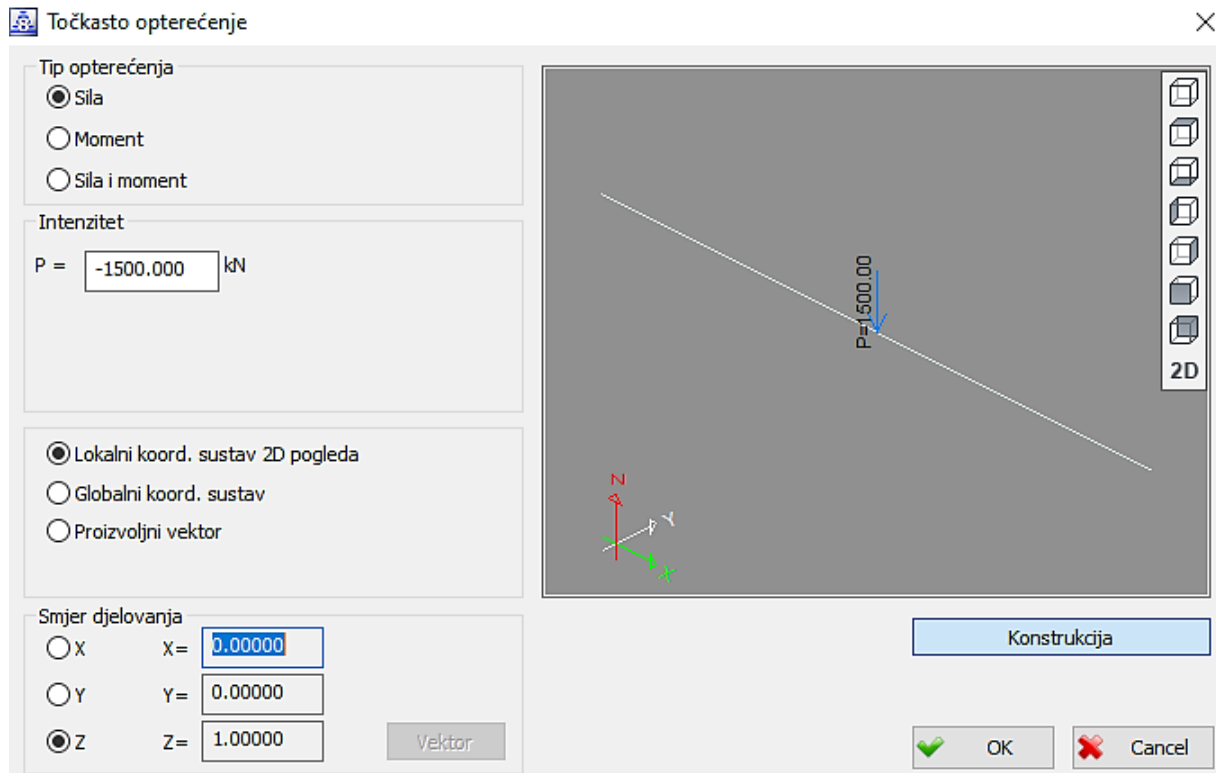 Točkasto opterećenje
Tip opterećenja
Sila
Moment
Sila i moment
Intenzitet
P = -1500.000 kN
Lokalni koord. sustav 2D pogleda
Globalni koord. sustav
Proizvoljni vektor
Smjer djelovanja
X X= 0.00000
Y Y= 0.00000
Z Z= 1.00000
Vektor
P=1500.00
Z
Y
X
2D
Konstrukcija
OK
Cancel